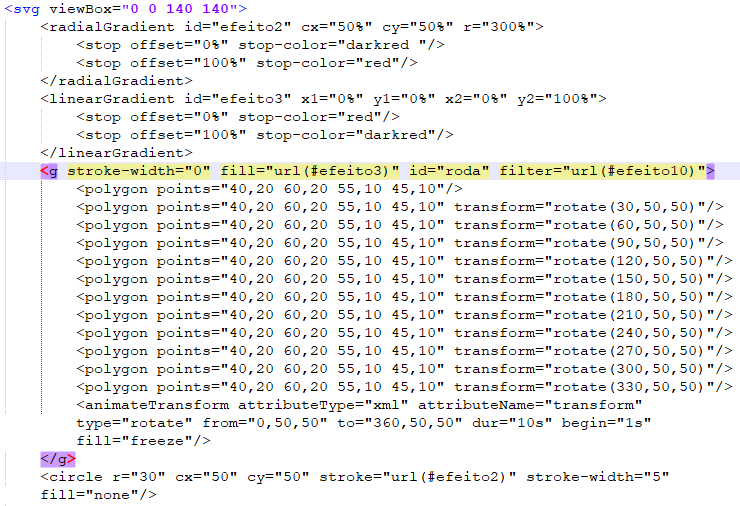 <svg viewBox="0 0 140 140">
<radialGradient id="efeito2" cx="50%" cy="50%" r="300%">
<stop offset="0%" stop-color="darkred "/>
<stop offset="100%" stop-color="red"/>
</radialGradient>
<linearGradient id="efeito3" x1="0%" y1="0%" x2="0%" y2="100%">
<stop offset="0%" stop-color="red"/>
<stop offset="100%" stop-color="darkred"/>
</linearGradient>
<g stroke-width="0" fill="url(#efeito3)" id="roda" filter="url(#efeito10)">
<polygon points="40,20 60,20 55,10 45,10"/>
<polygon points="40,20 60,20 55,10 45,10" transform="rotate(30,50,50)"/>
<polygon points="40,20 60,20 55,10 45,10" transform="rotate(60,50,50)"/>
<polygon points="40,20 60,20 55,10 45,10" transform="rotate(90,50,50)"/>
<polygon points="40,20 60,20 55,10 45,10" transform="rotate(120,50,50)"/>
<polygon points="40,20 60,20 55,10 45,10" transform="rotate(150,50,50)"/>
<polygon points="40,20 60,20 55,10 45,10" transform="rotate(180,50,50)"/>
<polygon points="40,20 60,20 55,10 45,10" transform="rotate(210,50,50)"/>
<polygon points="40,20 60,20 55,10 45,10" transform="rotate(240,50,50)"/>
<polygon points="40,20 60,20 55,10 45,10" transform="rotate(270,50,50)"/>
<polygon points="40,20 60,20 55,10 45,10" transform="rotate(300,50,50)"/>
<polygon points="40,20 60,20 55,10 45,10" transform="rotate(330,50,50)"/>
<animateTransform attributeType="xml" attributeName="transform"
type="rotate" from="0,50,50" to="360,50,50" dur="10s" begin="1s"
fill="freeze"/>
</g>
<circle r="30" cx="50" cy="50" stroke="url(#efeito2)" stroke-width="5"
fill="none"/>